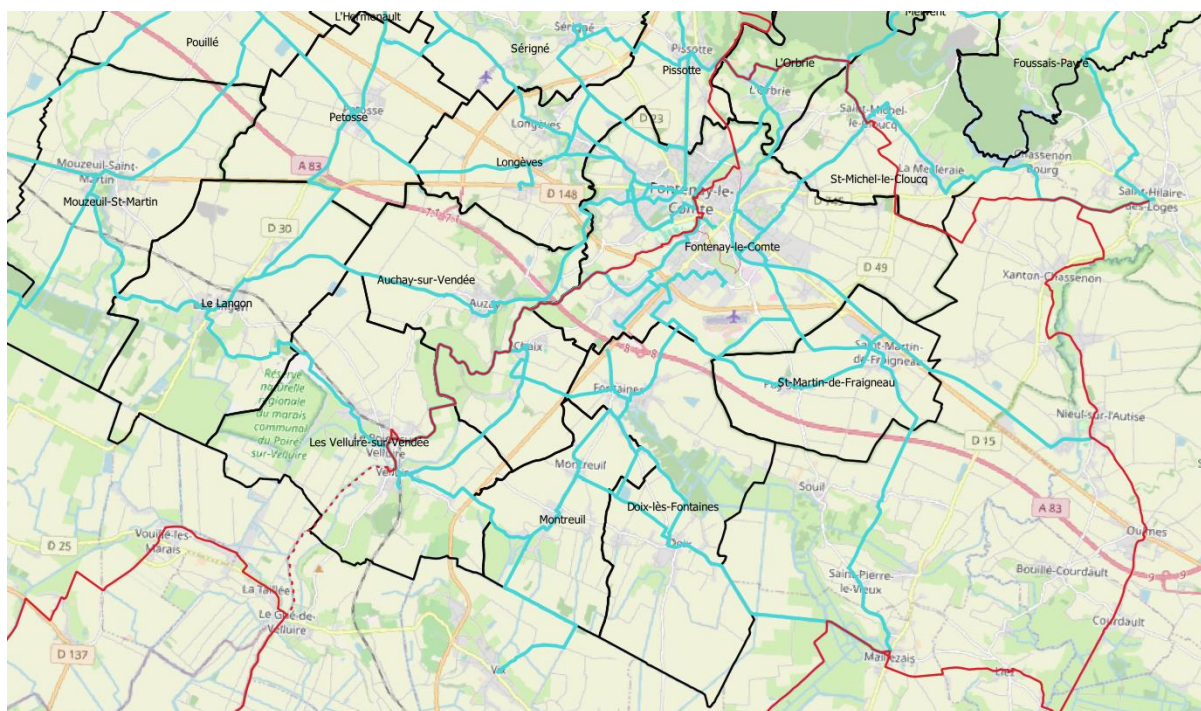 L'Hermenault
Pouillé
Sérigné
Sérigné
Pissotte
Pissotte
Mervent
L'Orbrie
L'Orbrie
Foussais-Payré
Petosse
Petosse
Longèves
D 23
Saint-Michel
le-Cloucq
Mouzeuil-Saint-
Martin
A 83
Longèves
La Meilleraie
Bourg
St-Michel-le-Cloucq
Fontenay-le-
Comte
Saint-Hilaire
des-Loges
Mouzeuil-St-Martin
D 148
D 745
D 30
Fontenay-le-Comte
D 49
Xanton-Chassenon
Auchay-sur-Vendée
Auzay
Le Langon
Chaix
Saint-Martin
de-Fraigneau
Réserve
naturelle
régionale
du marais
communal
du Poiré-
sur-Velluire
Fontaines
St-Martin-de-Fraigneau
Nieul-sur-l'Autise
Les Velluire-sur-Vendée
Velluire
D 15
Montreuil
Souil
Doix-lès-Fontaines
Montreuil
A 83
Oulmes
Vouillé-les-
Marais
D 25
Doix
Bouillé-Courdault
Saint-Pierre
le-Vieux
La Taillée
Le Gué-de-
Velluire
Courdault
D 137
Vix
Maillezais
Liez